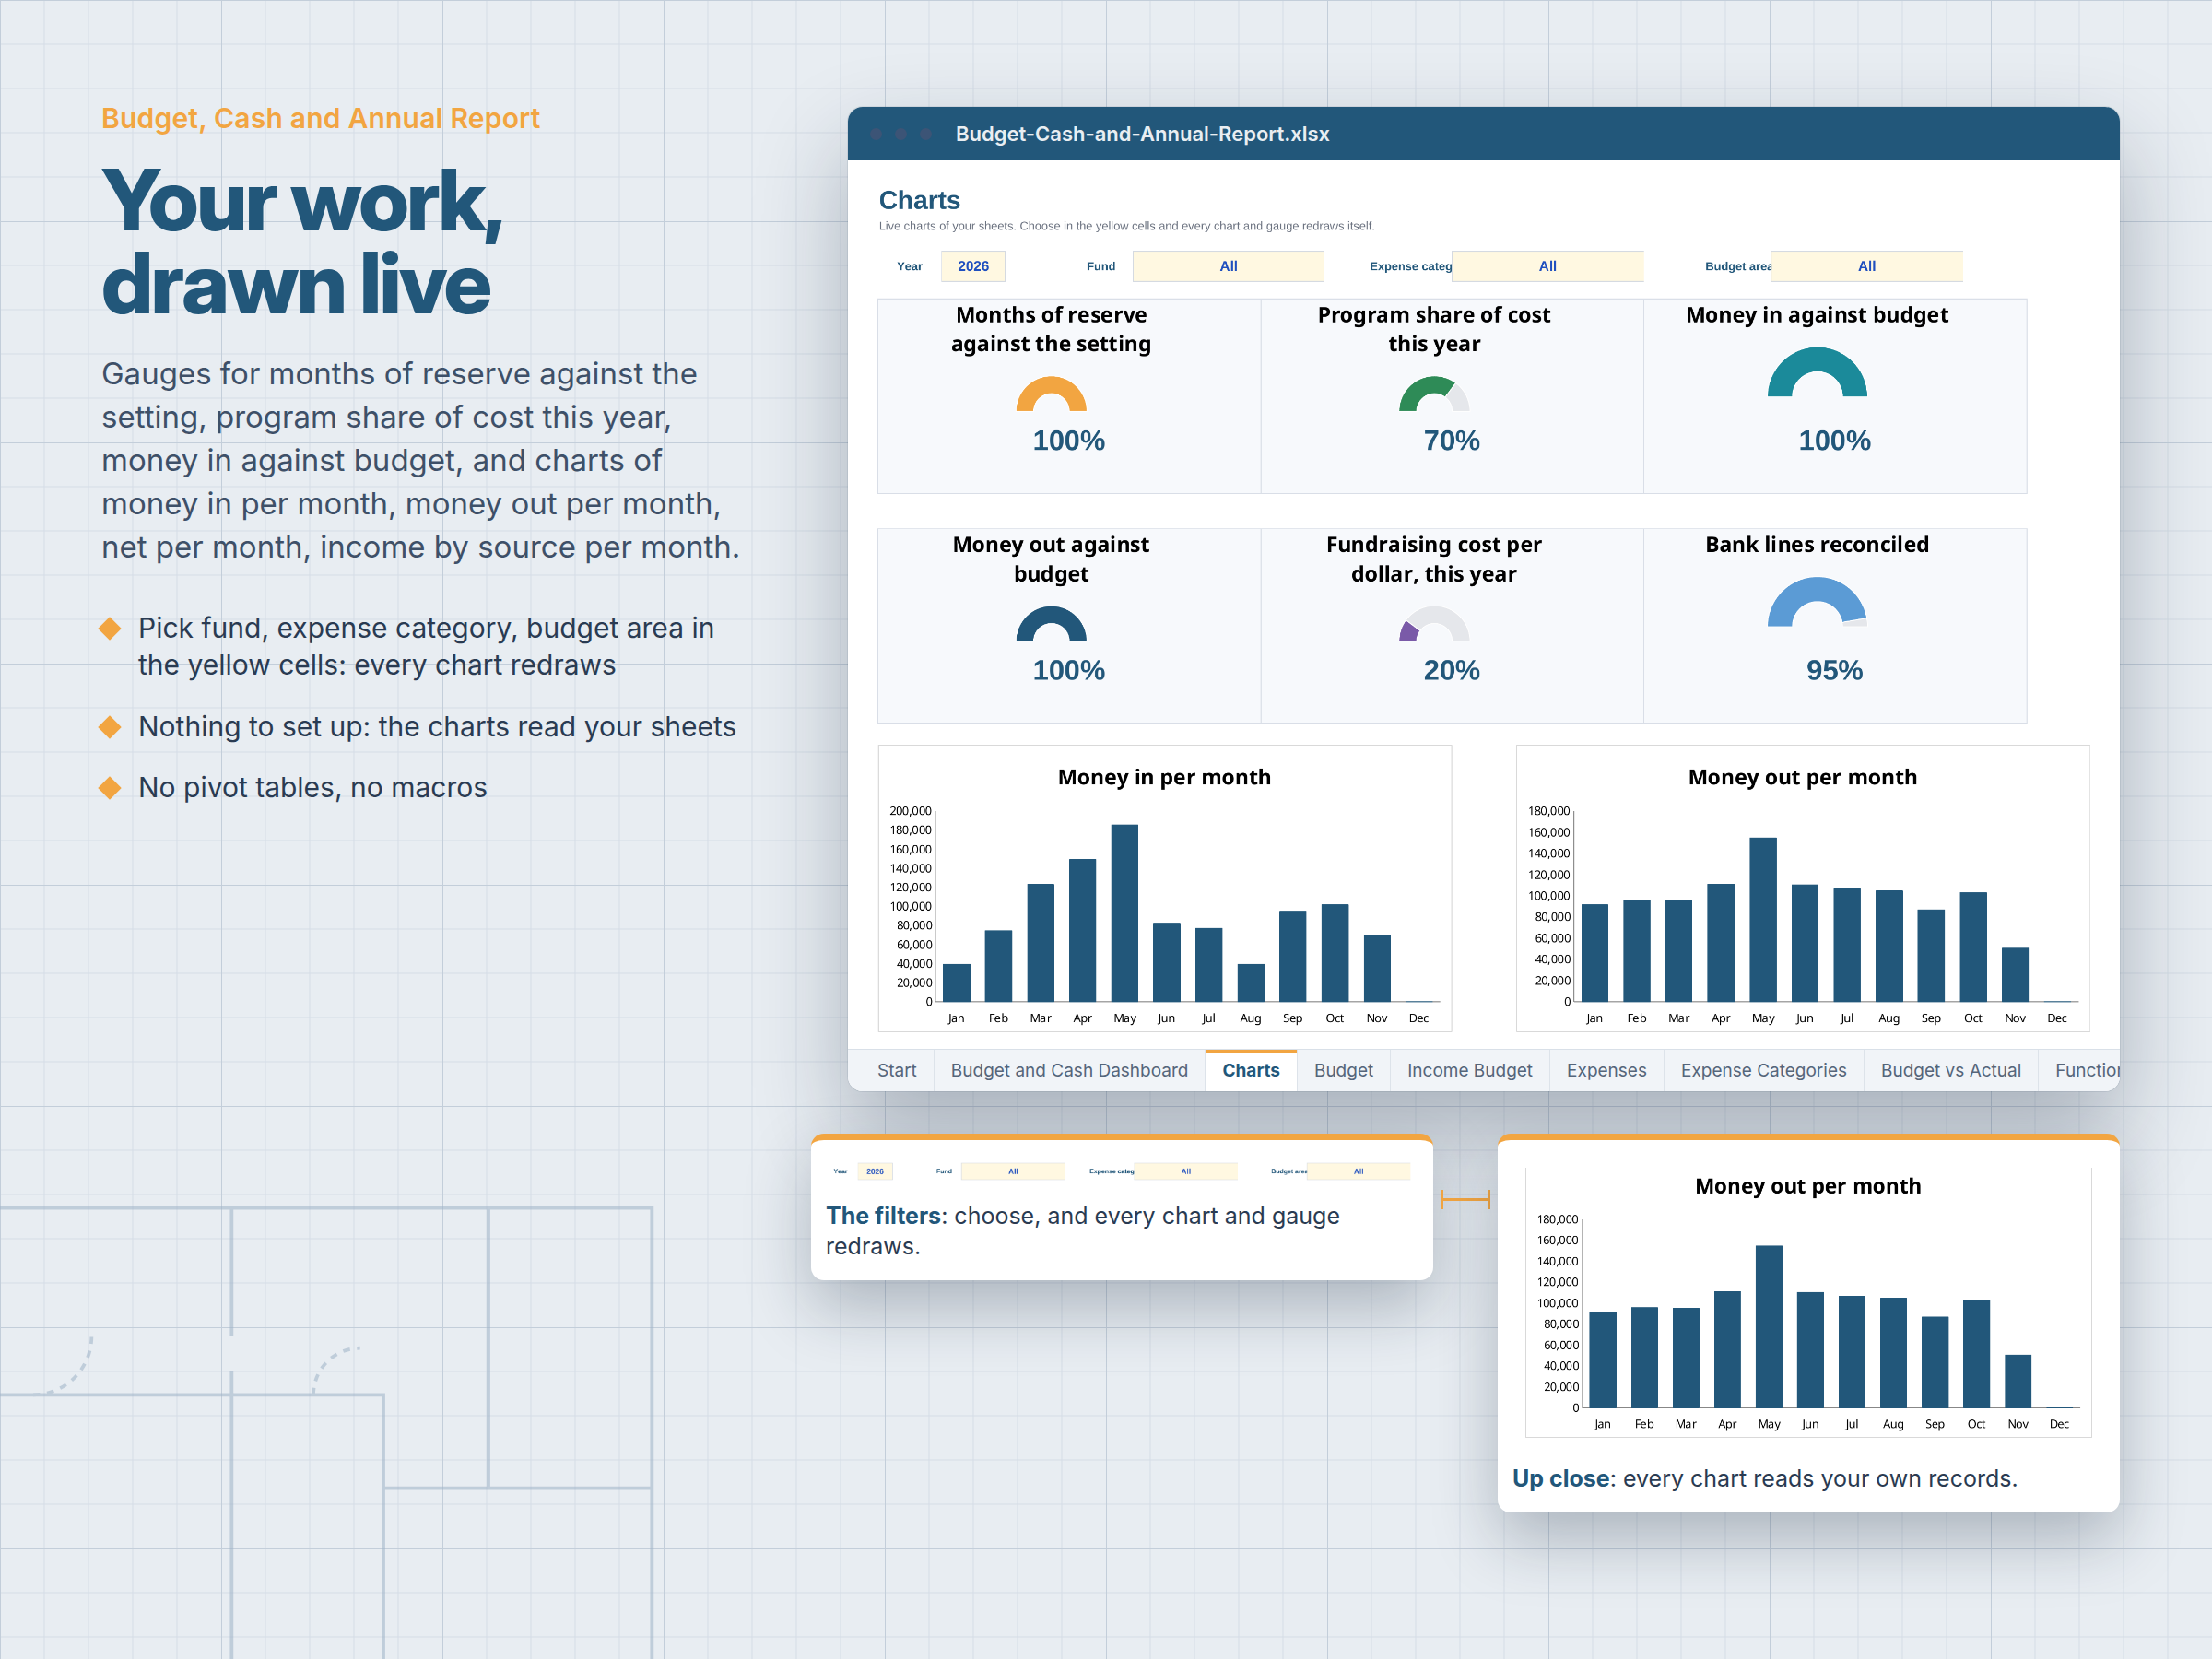 Budget, Cash and Annual Report
Your work,
drawn live
Gauges for months of reserve against the
setting, program share of cost this year,
money in against budget, and charts of
money in per month, money out per month,
net per month, income by source per month.
Pick fund, expense category, budget area in
the yellow cells: every chart redraws
Nothing to set up: the charts read your sheets
No pivot tables, no macros
Budget-Cash-and-Annual-Report.xlsx
Charts
Live charts of your sheets. Choose in the yellow cells and every chart and gauge redraws itself.
Year 2026 Fund All Expense categ All Budget area All
Months of reserve
against the setting
100%
Program share of cost
this year
70%
Money in against budget
100%
Money out against
budget
100%
Fundraising cost per
dollar, this year
20%
Bank lines reconciled
95%
Money in per month
200,000
180,000
160,000
140,000
120,000
100,000
80,000
60,000
40,000
20,000
0
Jan Feb Mar Apr May Jun Jul Aug Sep Oct Nov Dec
Money out per month
180,000
160,000
140,000
120,000
100,000
80,000
60,000
40,000
20,000
0
Jan Feb Mar Apr May Jun Jul Aug Sep Oct Nov Dec
Start Budget and Cash Dashboard Charts Budget Income Budget Expenses Expense Categories Budget vs Actual Function
Year 2026 Fund All Expense categ All Budget area All
The filters: choose, and every chart and gauge
redraws.
Money out per month
180,000
160,000
140,000
120,000
100,000
80,000
60,000
40,000
20,000
0
Jan Feb Mar Apr May Jun Jul Aug Sep Oct Nov Dec
Up close: every chart reads your own records.